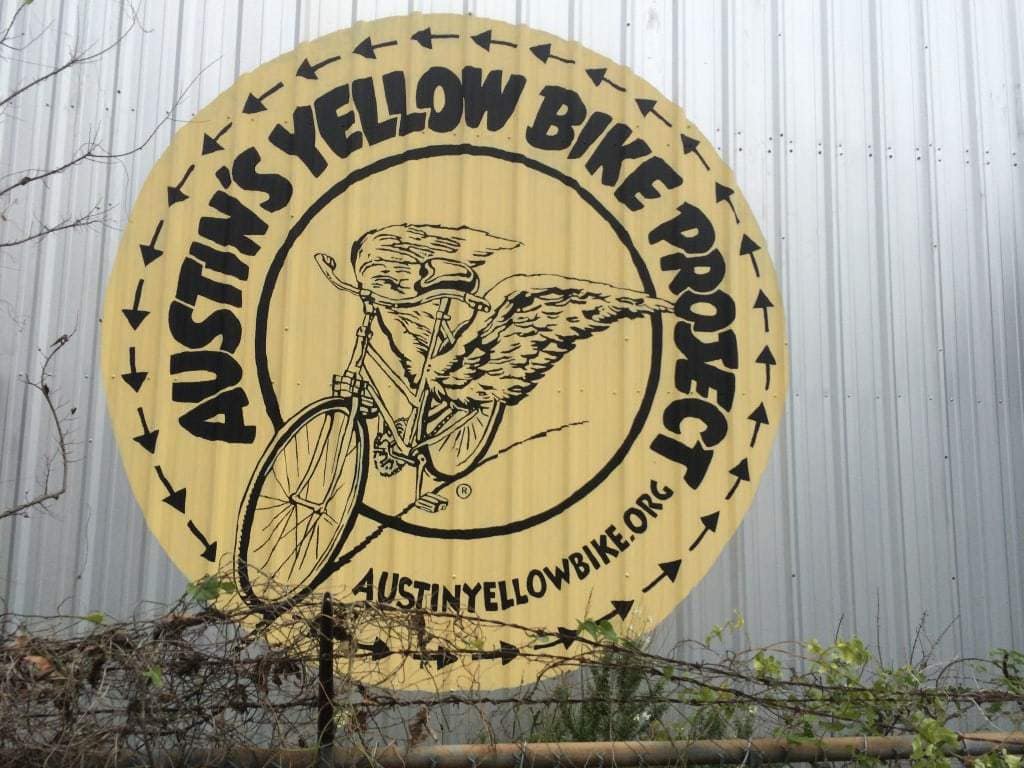 AUSTIN'S YELLOW BIKE PROJECT
®
AUSTINYELLOWBIKE.ORG